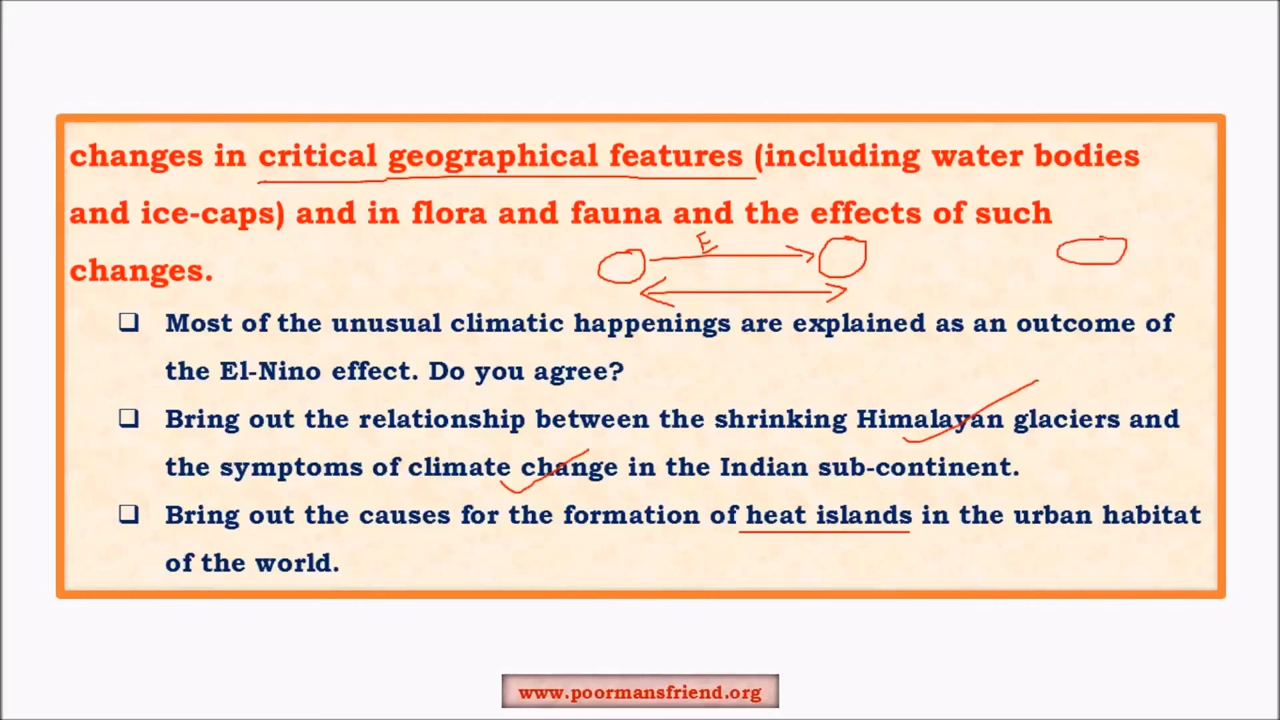 changes in critical geographical features (including water bodies
and ice-caps) and in flora and fauna and the effects of such
E
changes.
Most of the unusual climatic happenings are explained as an outcome of
the El-Nino effect. Do you agree?
Bring out the relationship between the shrinking Himalayan glaciers and
the symptoms of climate change in the Indian sub-continent.
Bring out the causes for the formation of heat islands in the urban habitat
of the world.
www.poormansfriend.org